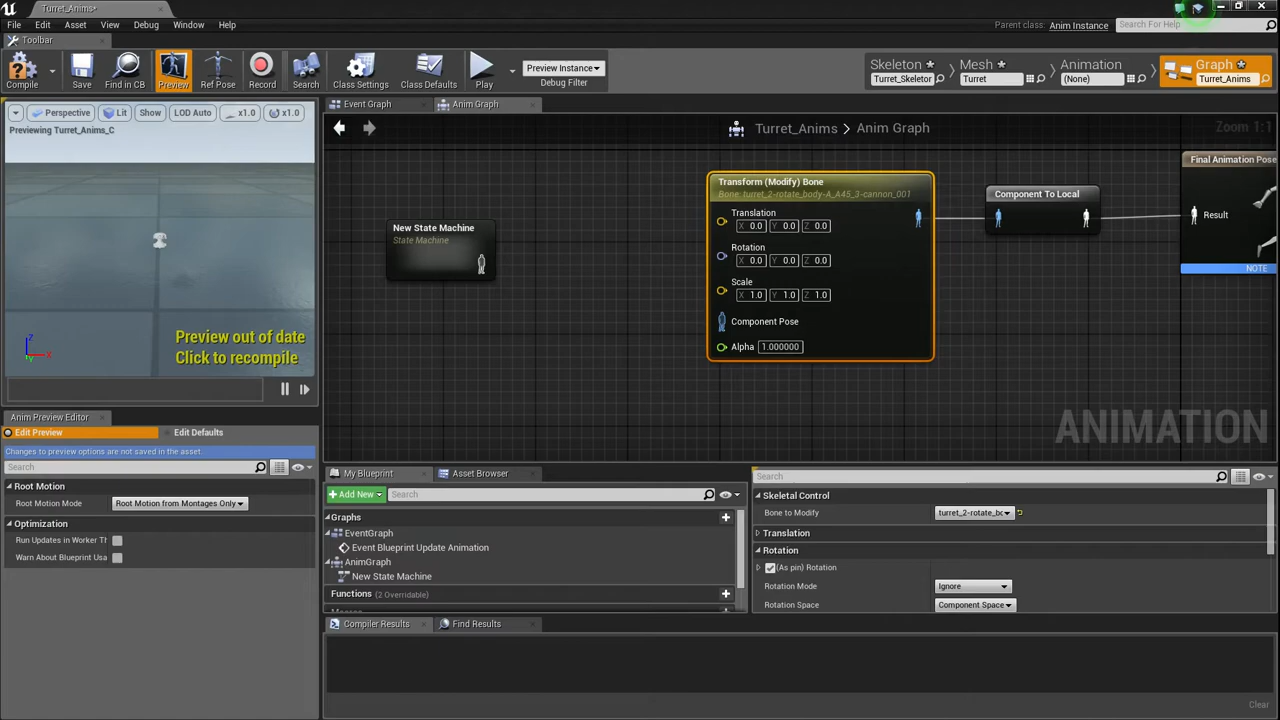 Turret_Anims*
File Edit Asset View Debug Window Help
Parent class: Anim Instance Search For Help
Toolbar
Compile Save Find in CB Preview Ref Pose Record Search Class Settings Class Defaults Play
Preview Instance
Debug Filter
Skeleton Mesh Animation Graph
Turret_Skeletor Turret (None) Turret_Anims
Event Graph Anim Graph
Perspective Lit Show LOD Auto x1.0 x1.0
Previewing Turret_Anims_C
Turret_Anims > Anim Graph Zoom 1:1
Transform (Modify) Bone
Bone: turret_2-rotate_body-A_A45_3-cannon_001
Translation
X 0.0 Y 0.0 Z 0.0
Rotation
X 0.0 Y 0.0 Z 0.0
Scale
X 1.0 Y 1.0 Z 1.0
Component Pose
Alpha 1.000000
New State Machine
State Machine
Component To Local
Final Animation Pose
Result
NOTE
Z
X
Y
Preview out of date
Click to recompile
ANIMATION
Anim Preview Editor
Edit Preview Edit Defaults
Changes to preview options are not saved in the asset.
Search
Root Motion
Root Motion Mode Root Motion from Montages Only
Optimization
Run Updates in Worker Th
Warn About Blueprint Usa
My Blueprint Asset Browser
+Add New Search
Graphs
EventGraph
Event Blueprint Update Animation
AnimGraph
New State Machine
Functions (2 Overridable)
Search
Skeletal Control
Bone to Modify turret_2-rotate_bo
Translation
Rotation
(As pin) Rotation
Rotation Mode Ignore
Rotation Space Component Space
Compiler Results Find Results
Clear